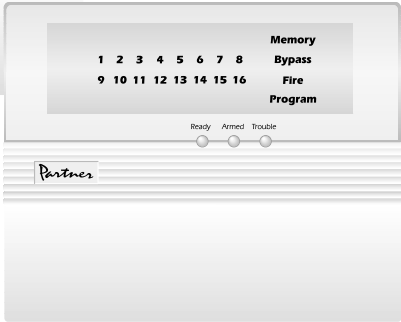 Memory
1 2 3 4 5 6 7 8 Bypass
9 10 11 12 13 14 15 16 Fire
Program
Ready Armed Trouble
Partner